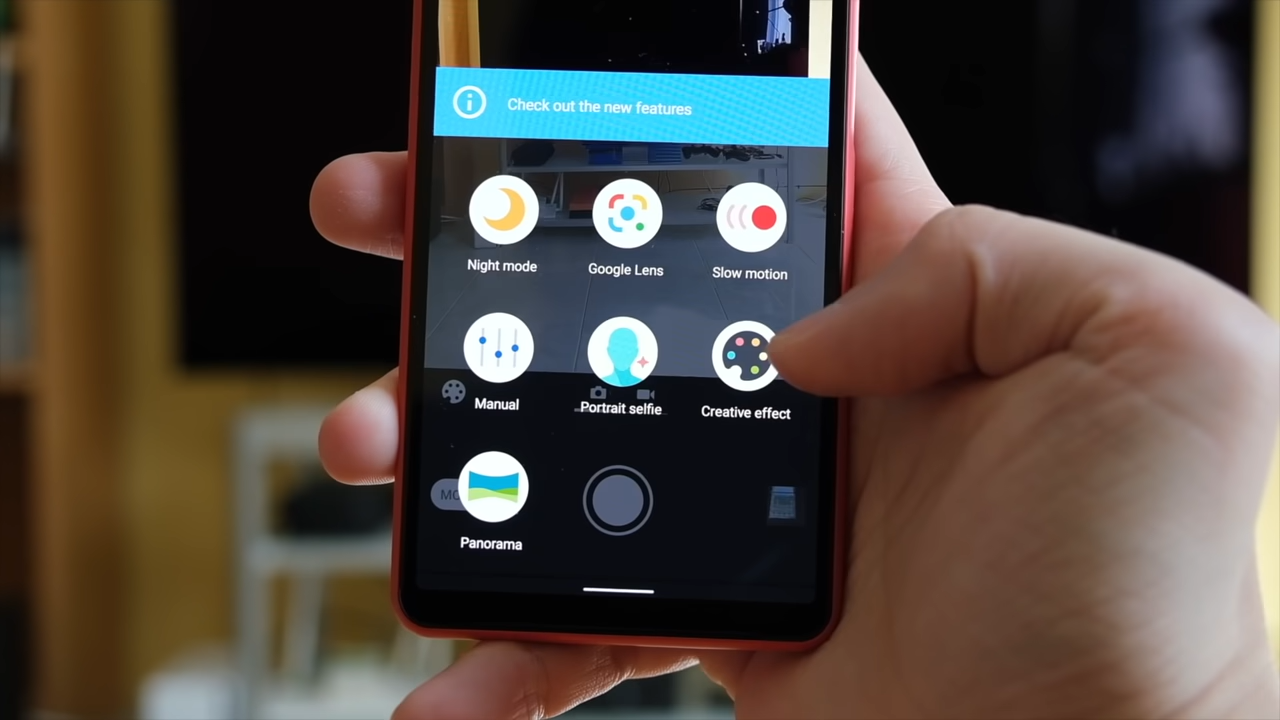 Check out the new features
Night mode
Google Lens
Slow motion
Manual
Portrait selfie
Creative effect
Panorama